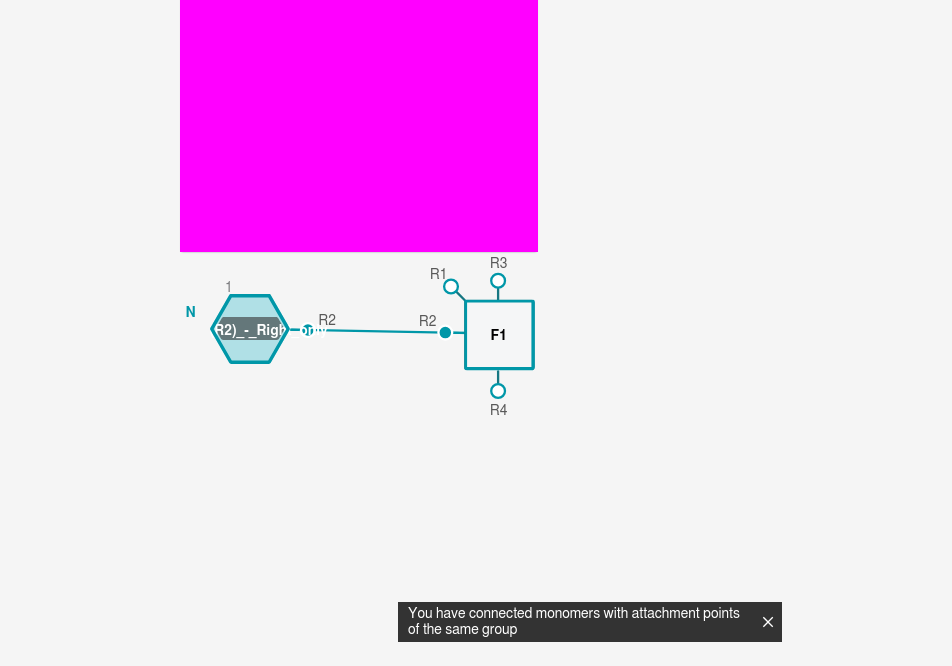 R3
R1
1
N
R2)_-_Righ
R2
R2
F1
R4
You have connected monomers with attachment points
of the same group